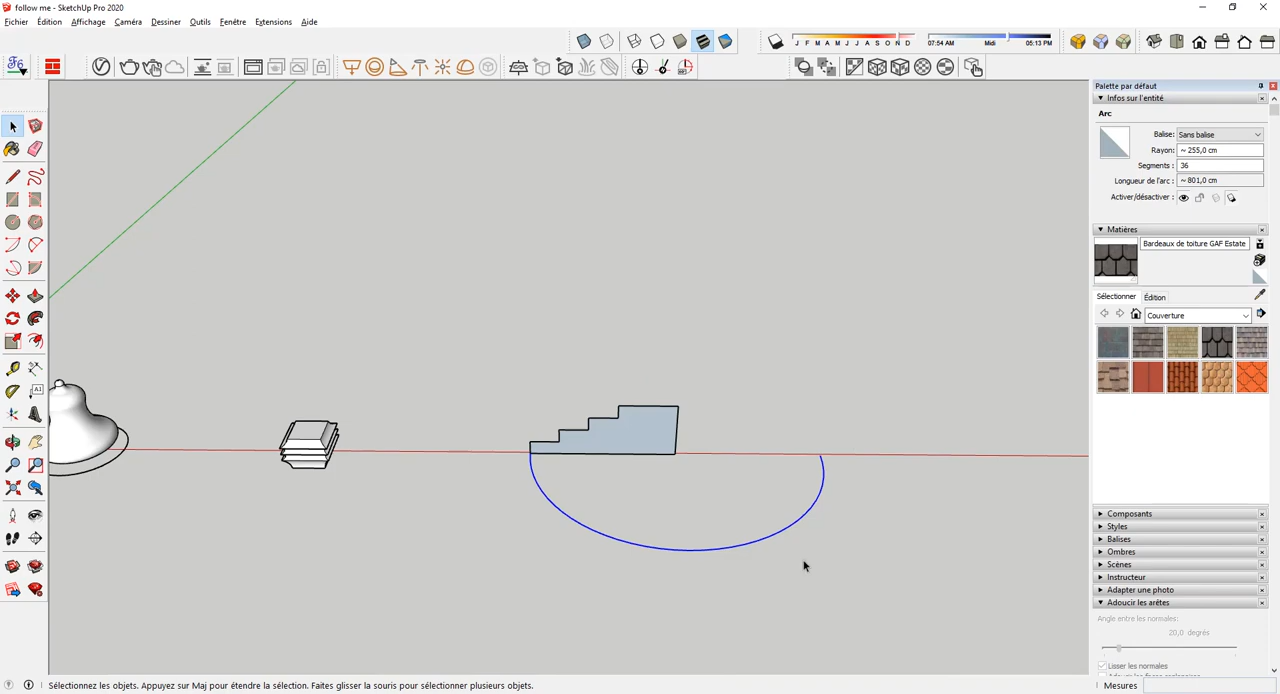 follow me - SketchUp Pro 2020
Fichier Édition Affichage Caméra Dessiner Outils Fenêtre Extensions Aide
J F M A M J J A S O N D 07:54 AM Midi 05:13 PM
Palette par défaut
Infos sur l'entité
Arc
Balise: Sans balise
Rayon: ~ 255,0 cm
Segments : 36
Longueur de l'arc : ~ 801,0 cm
Activer/désactiver :
Matières
Bardeaux de toiture GAF Estate
Sélectionner Édition
Couverture
Composants
Styles
Balises
Ombres
Scènes
Instructeur
Adapter une photo
Adoucir les arêtes
Angle entre les normales:
20,0 degrés
Lisser les normales
Sélectionnez les objets. Appuyez sur Maj pour étendre la sélection. Faites glisser la souris pour sélectionner plusieurs objets.
Mesures